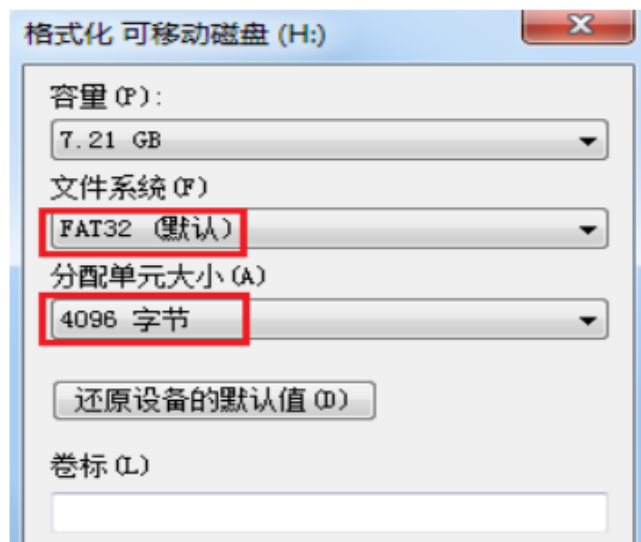 格式化 可移动磁盘 (H:)
容量(P):
7.21 GB
文件系统(F)
FAT32 (默认)
分配单元大小(A)
4096 字节
还原设备的默认值(D)
卷标(L)